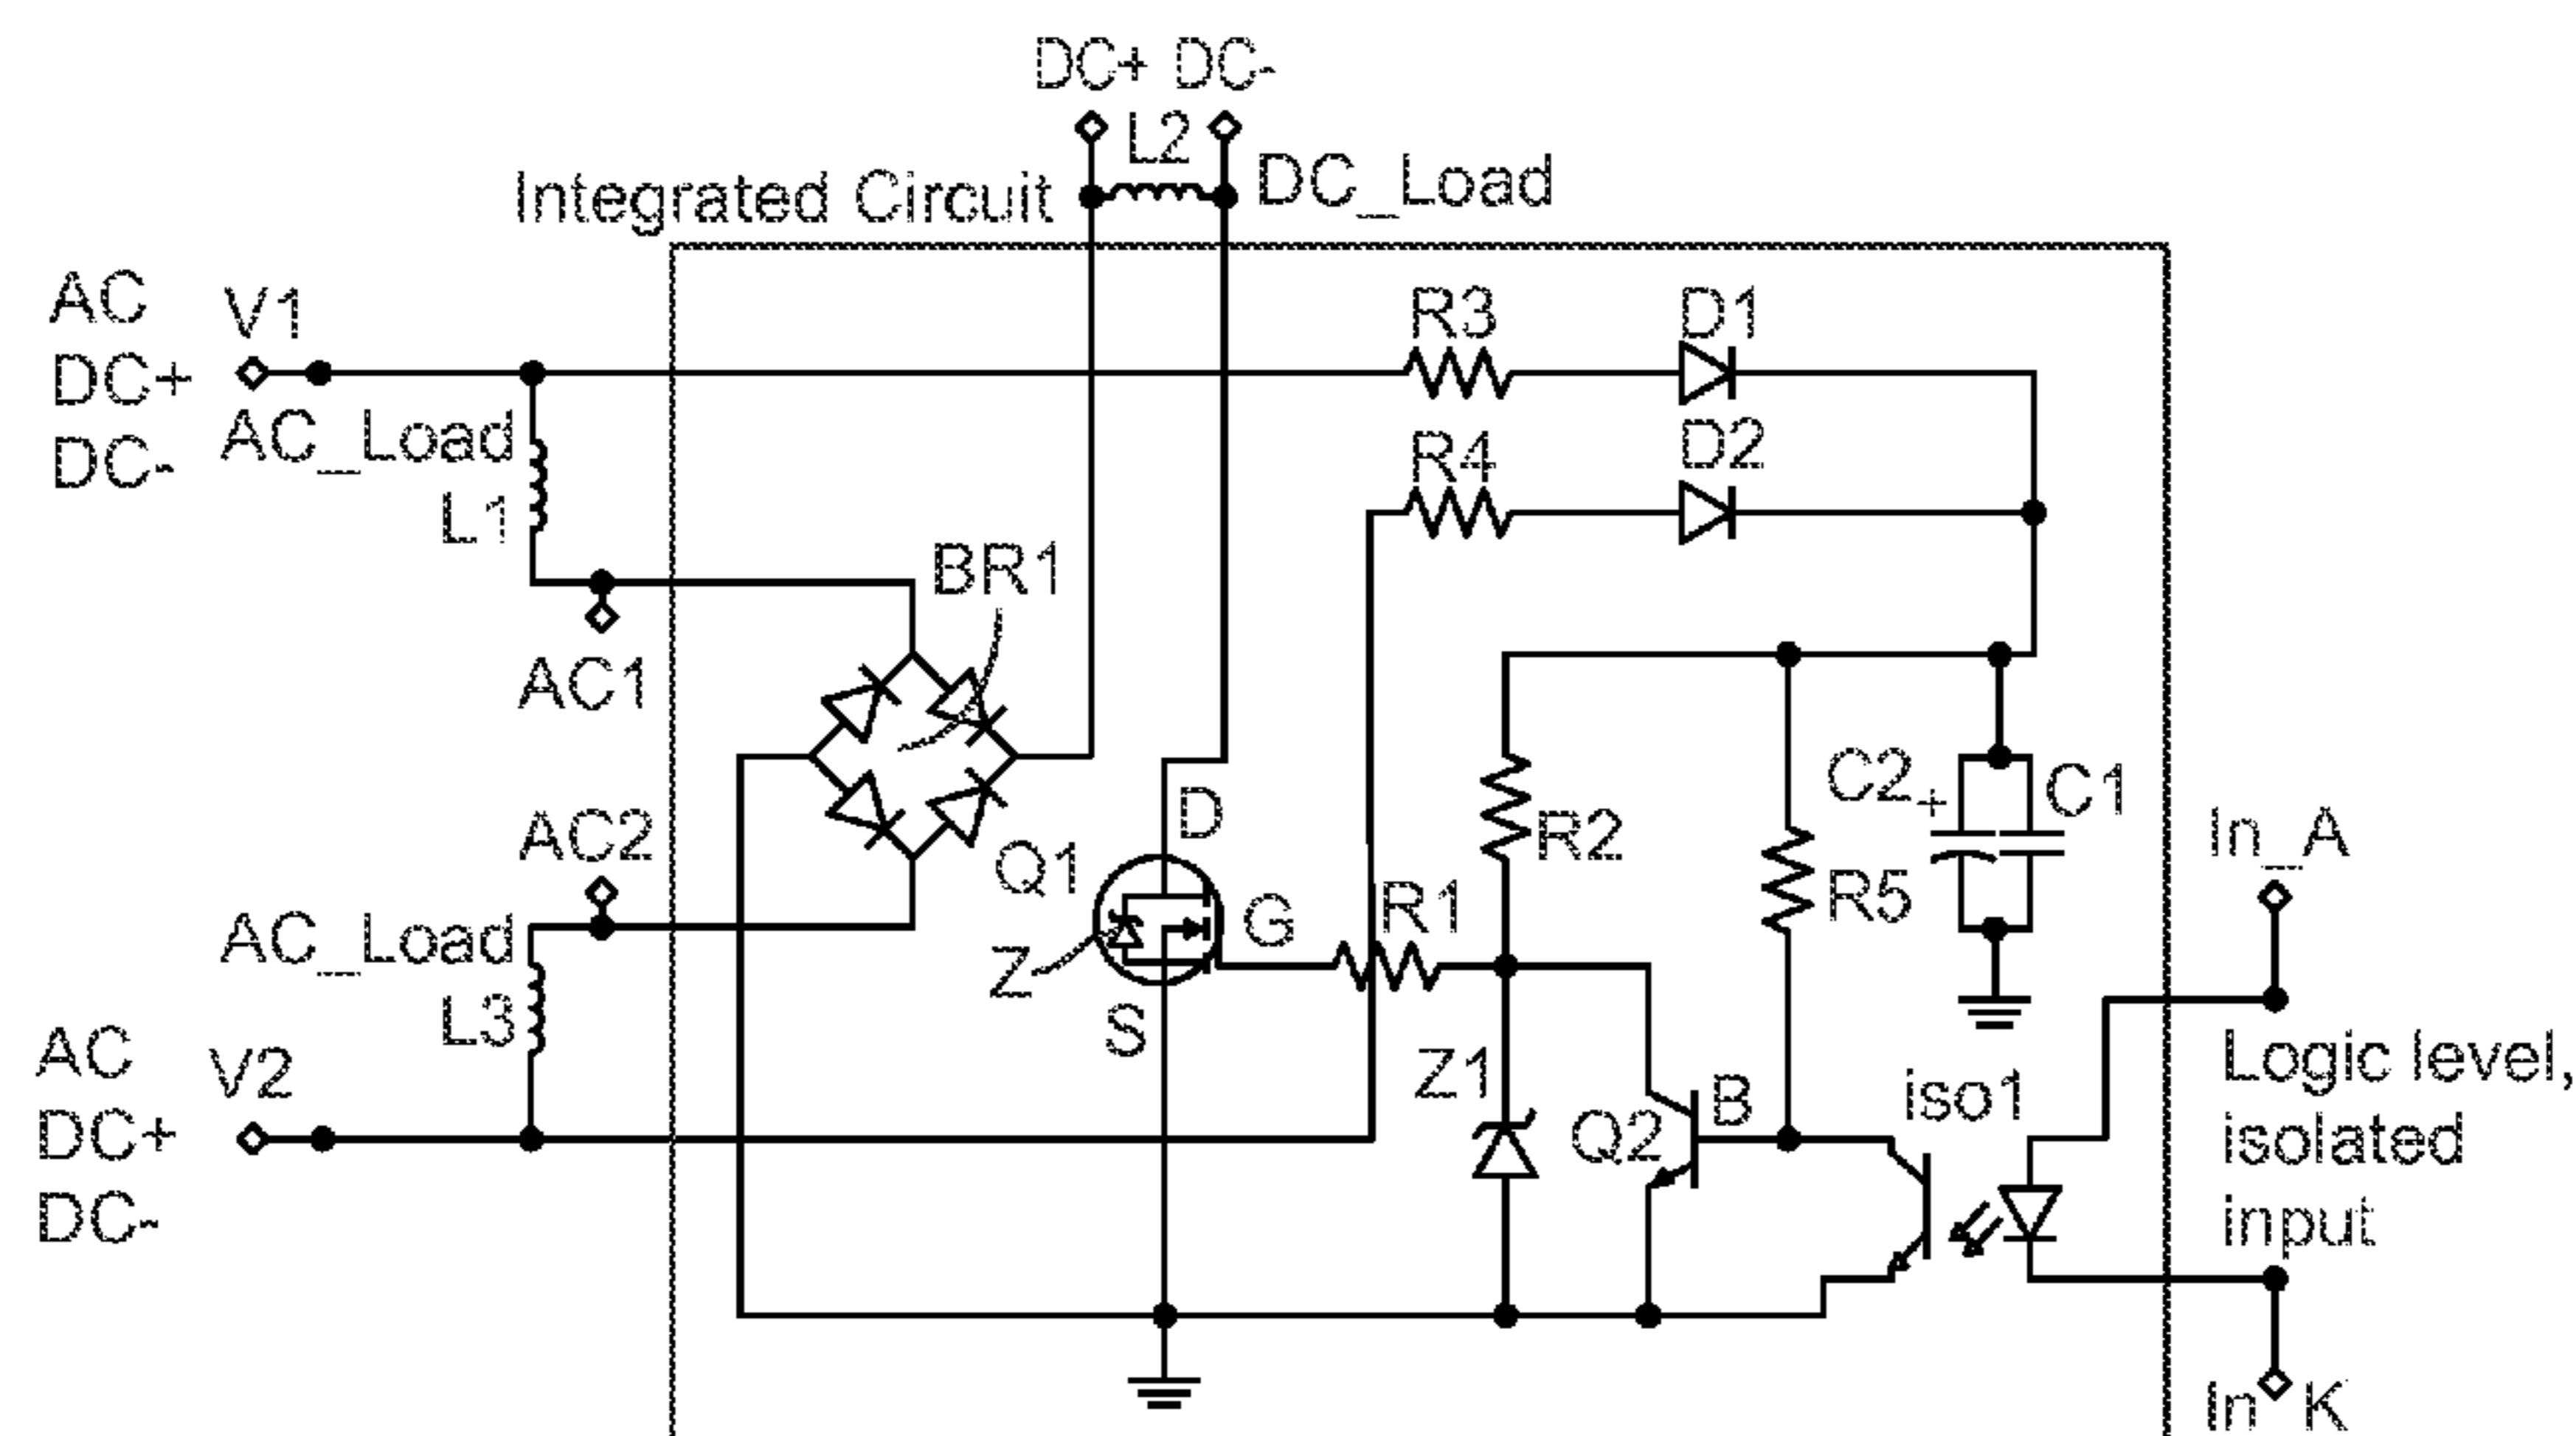 DC+ DC-
L2
DC_Load
Integrated Circuit
AC
V1
DC+
DC-
AC_Load
L1
R3
D1
R4
D2
BR1
AC1
AC2
AC_Load
L3
AC
V2
DC+
DC-
D
Q1
G
Z
S
R1
R2
R5
C2
+
C1
In_A
Z1
Q2
B
iso1
Logic level,
isolated
input
In K